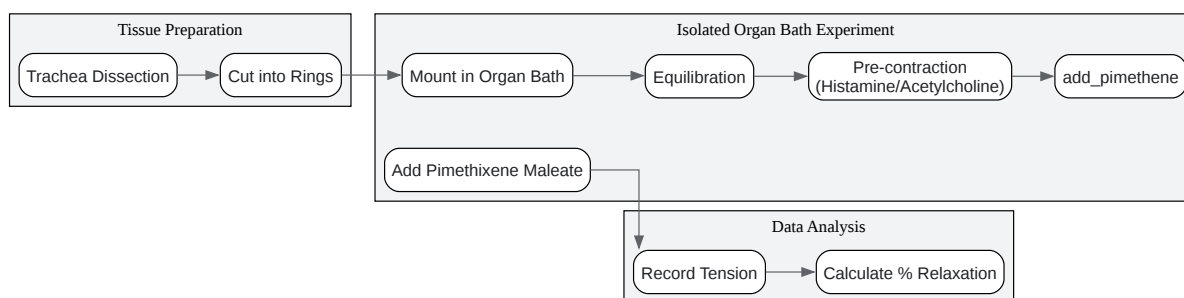 Tissue Preparation
Trachea Dissection
Cut into Rings
Isolated Organ Bath Experiment
Mount in Organ Bath
Equilibration
Pre-contraction
(Histamine/Acetylcholine)
add_pimethene
Add Pimethixene Maleate
Data Analysis
Record Tension
Calculate % Relaxation